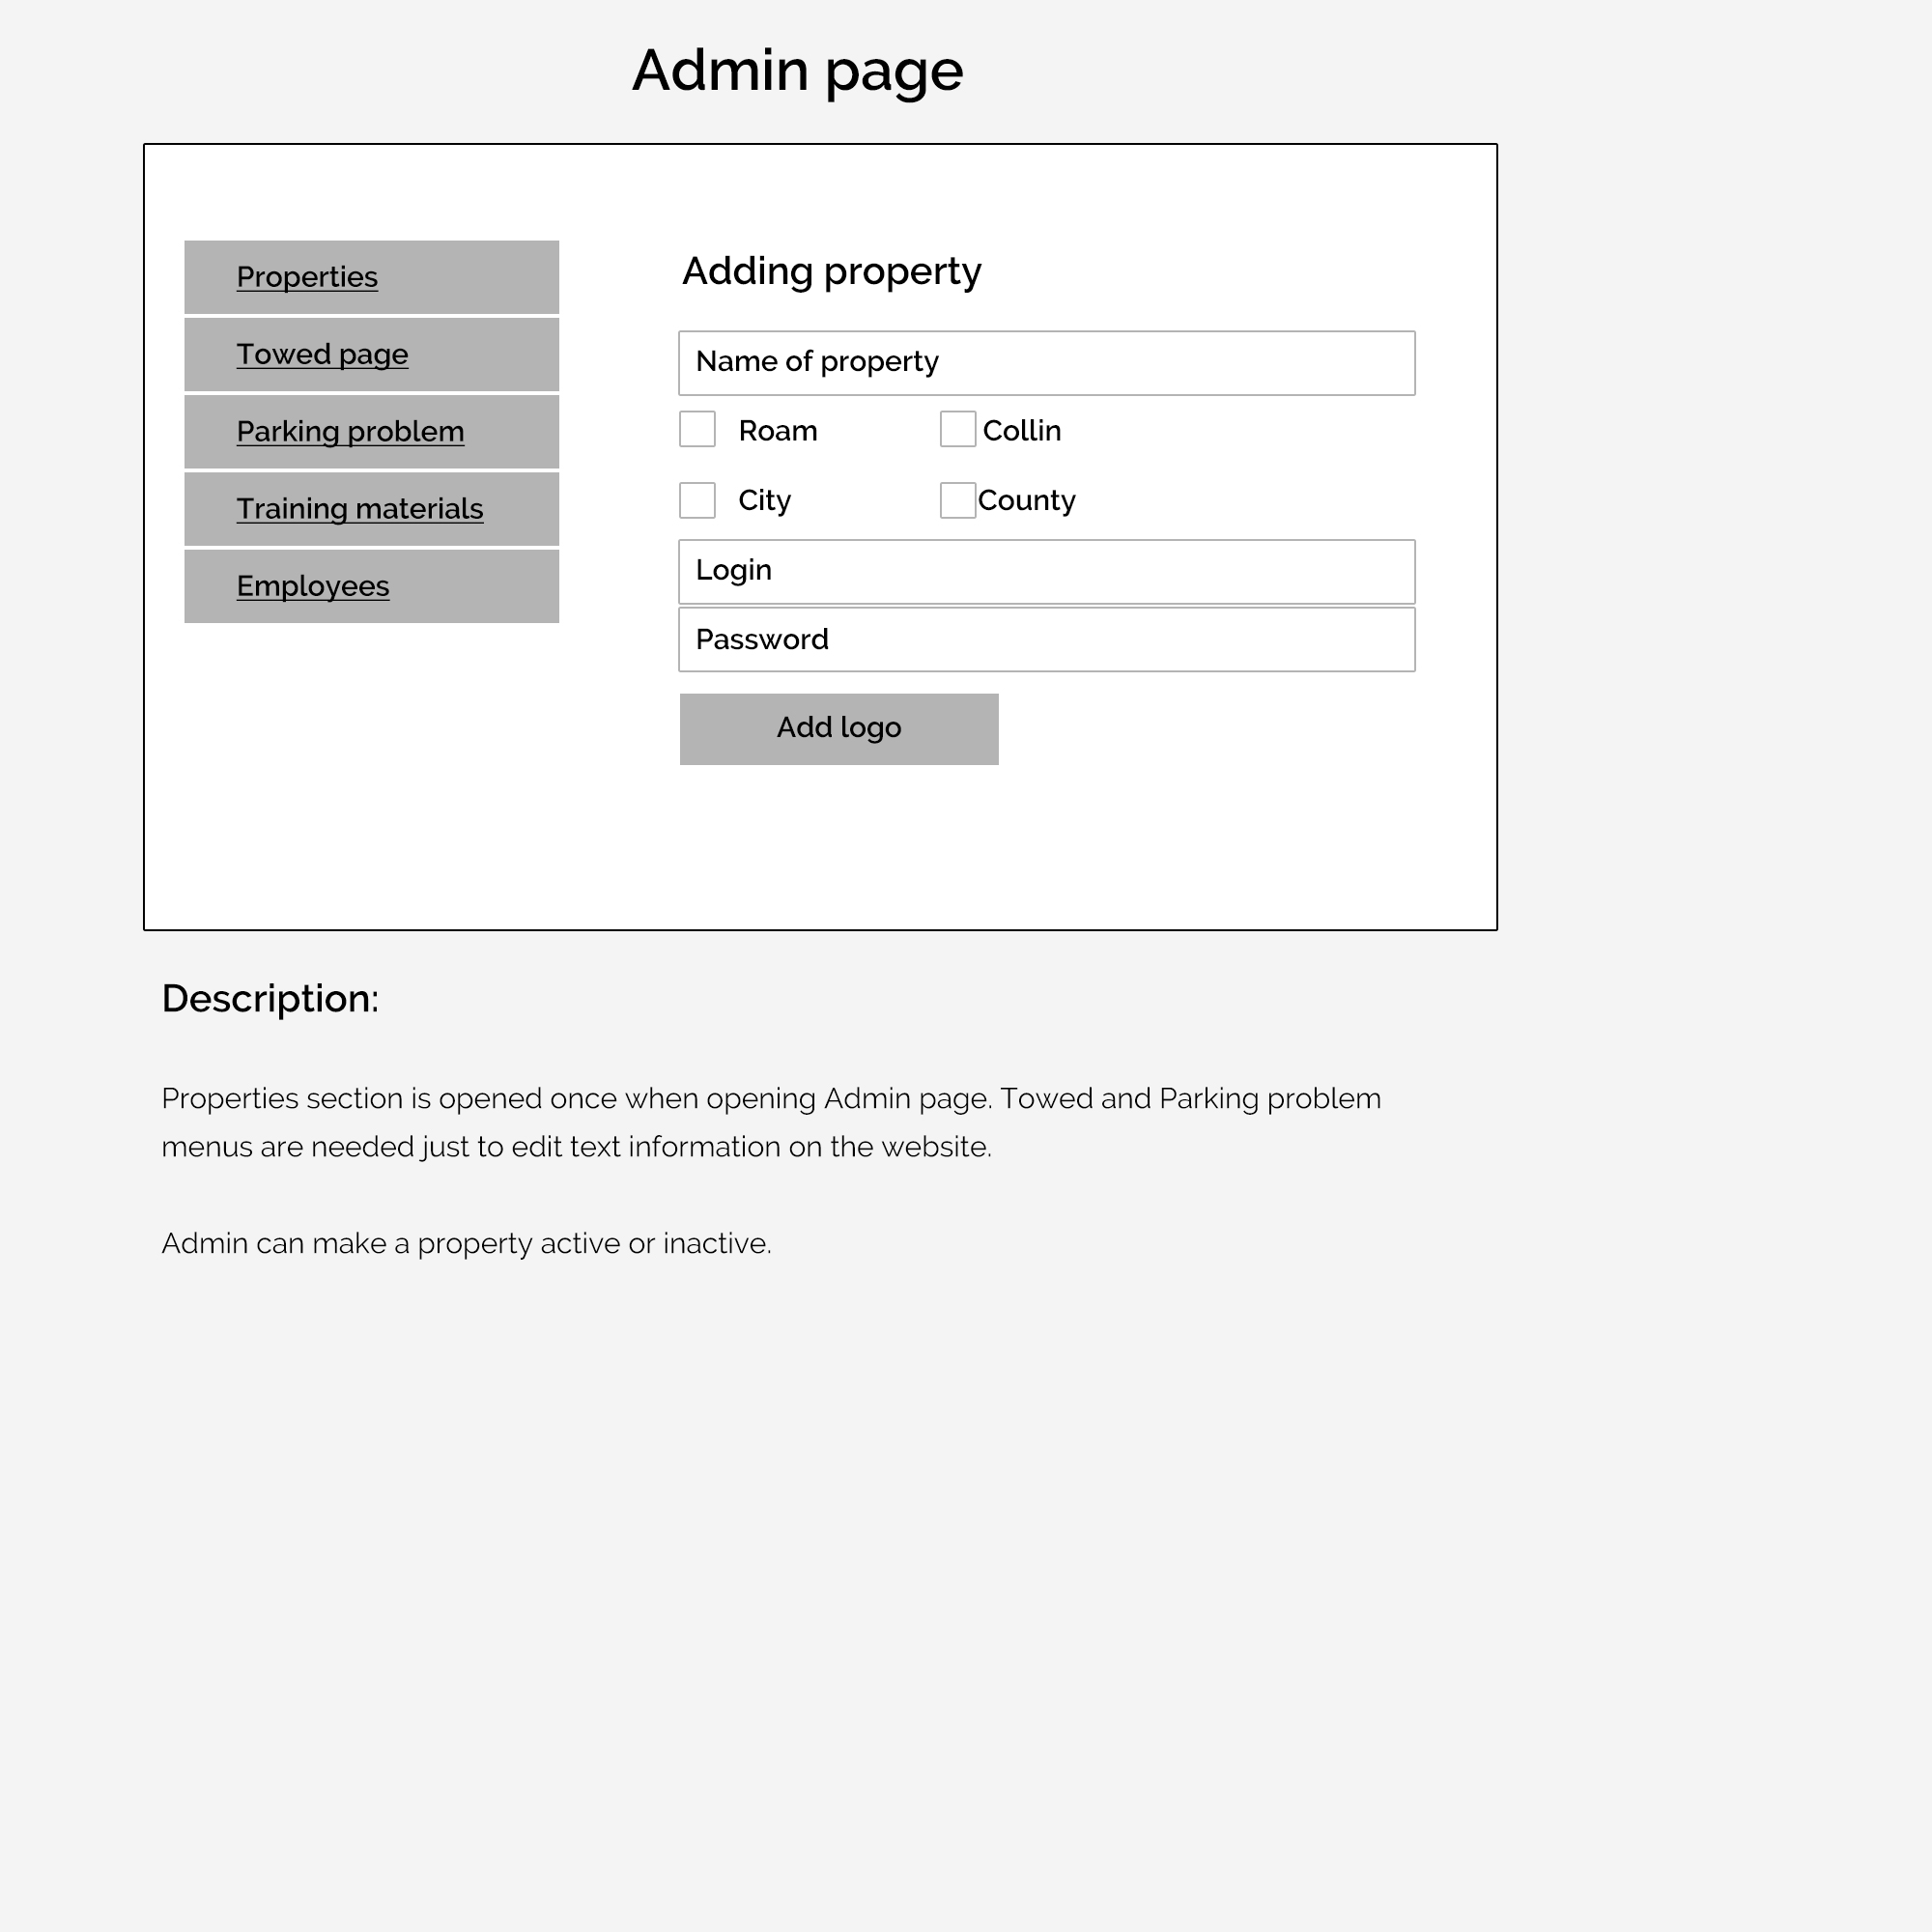 Admin page
Properties
Towed page
Parking problem
Training materials
Employees
Adding property
Name of property
Roam
Collin
City
County
Login
Password
Add logo
Description:
Properties section is opened once when opening Admin page. Towed and Parking problem
menus are needed just to edit text information on the website.
Admin can make a property active or inactive.